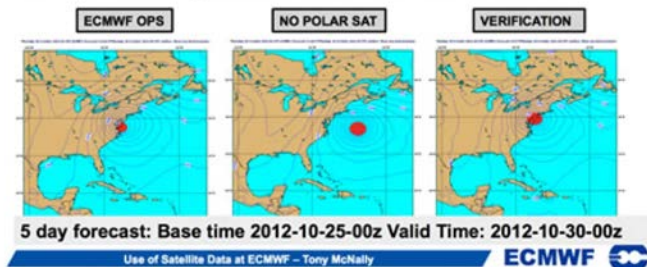 ECMWF OPS
NO POLAR SAT
VERIFICATION
5 day forecast: Base time 2012-10-25-00z Valid Time: 2012-10-30-00z
Use of Satellite Data at ECMWF – Tony McNally
ECMWF